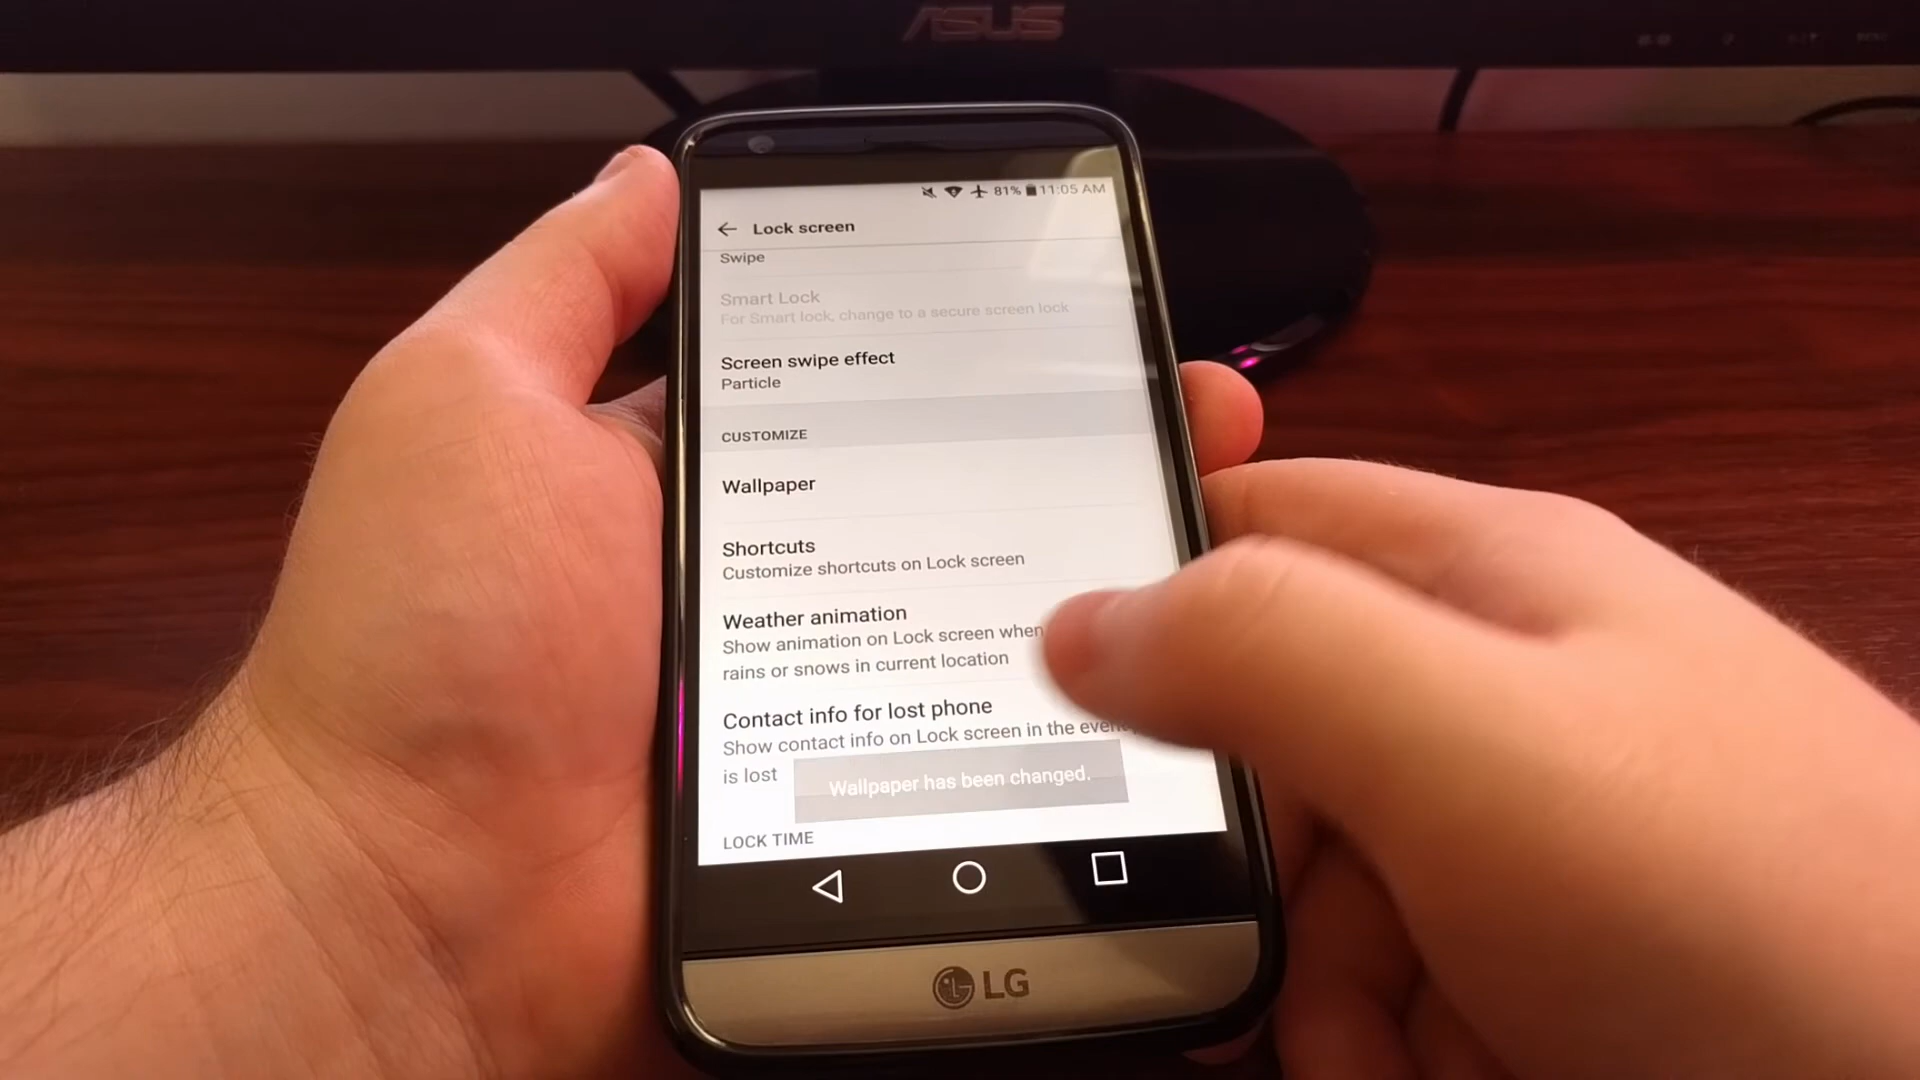 ASUS
81% 11:05 AM
Lock screen
Swipe
Smart Lock
For Smart lock, change to a secure screen lock
Screen swipe effect
Particle
CUSTOMIZE
Wallpaper
Shortcuts
Customize shortcuts on Lock screen
Weather animation
Show animation on Lock screen when
rains or snows in current location
Contact info for lost phone
Show contact info on Lock screen in the even
is lost
Wallpaper has been changed.
LOCK TIME
LG